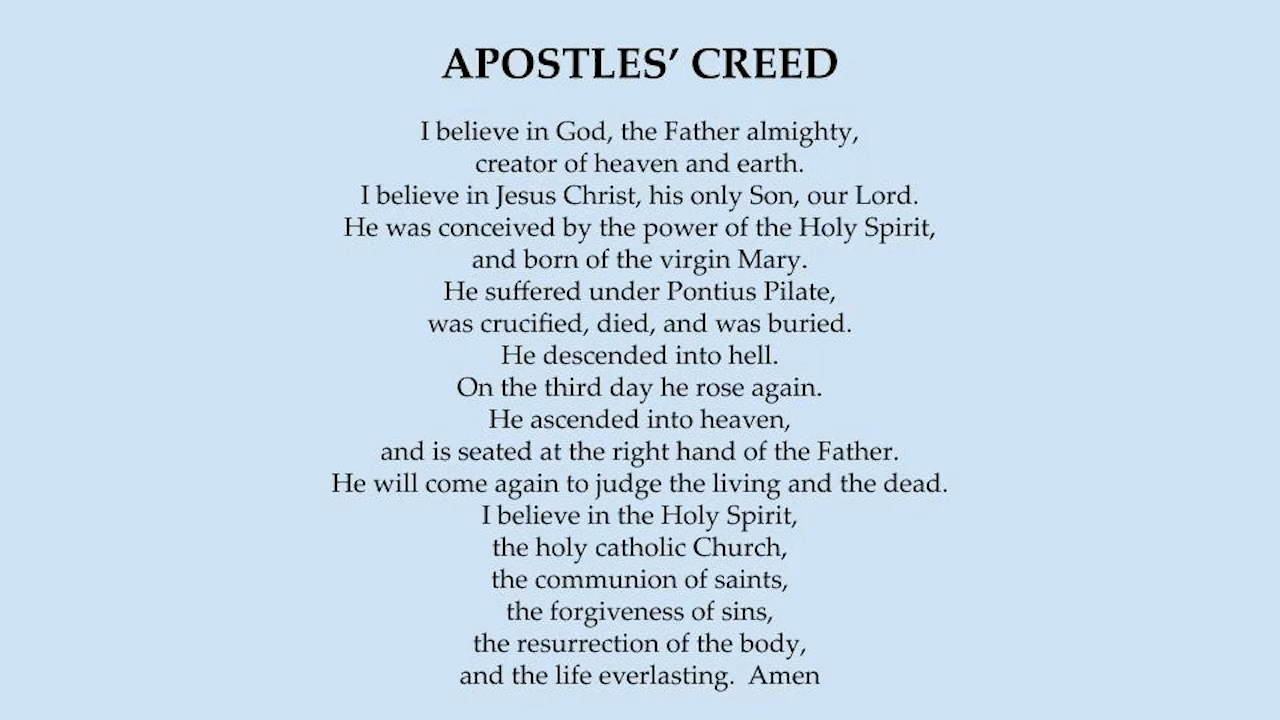 APOSTLES’ CREED
I believe in God, the Father almighty,
creator of heaven and earth.
I believe in Jesus Christ, his only Son, our Lord.
He was conceived by the power of the Holy Spirit,
and born of the virgin Mary.
He suffered under Pontius Pilate,
was crucified, died, and was buried.
He descended into hell.
On the third day he rose again.
He ascended into heaven,
and is seated at the right hand of the Father.
He will come again to judge the living and the dead.
I believe in the Holy Spirit,
the holy catholic Church,
the communion of saints,
the forgiveness of sins,
the resurrection of the body,
and the life everlasting.  Amen